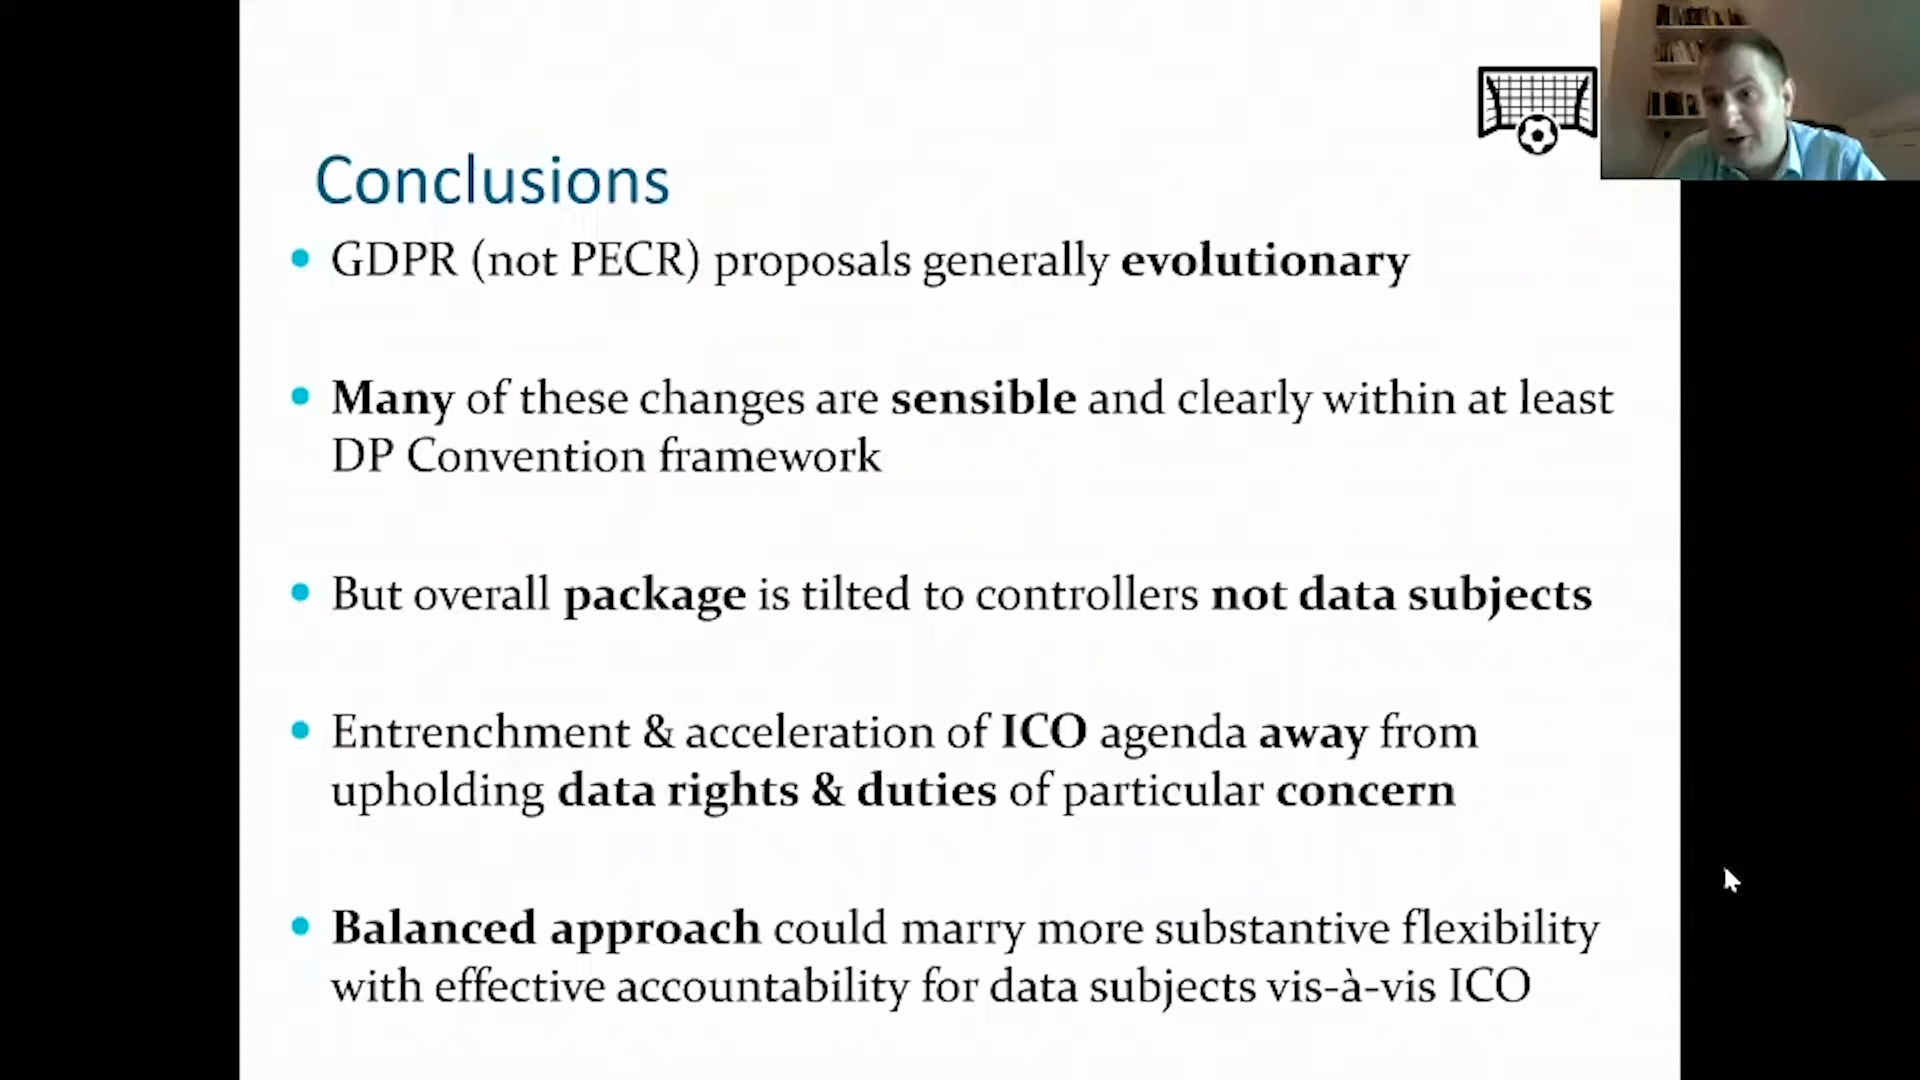 Conclusions
GDPR (not PECR) proposals generally evolutionary
Many of these changes are sensible and clearly within at least
DP Convention framework
But overall package is tilted to controllers not data subjects
Entrenchment & acceleration of ICO agenda away from
upholding data rights & duties of particular concern
Balanced approach could marry more substantive flexibility
with effective accountability for data subjects vis-à-vis ICO